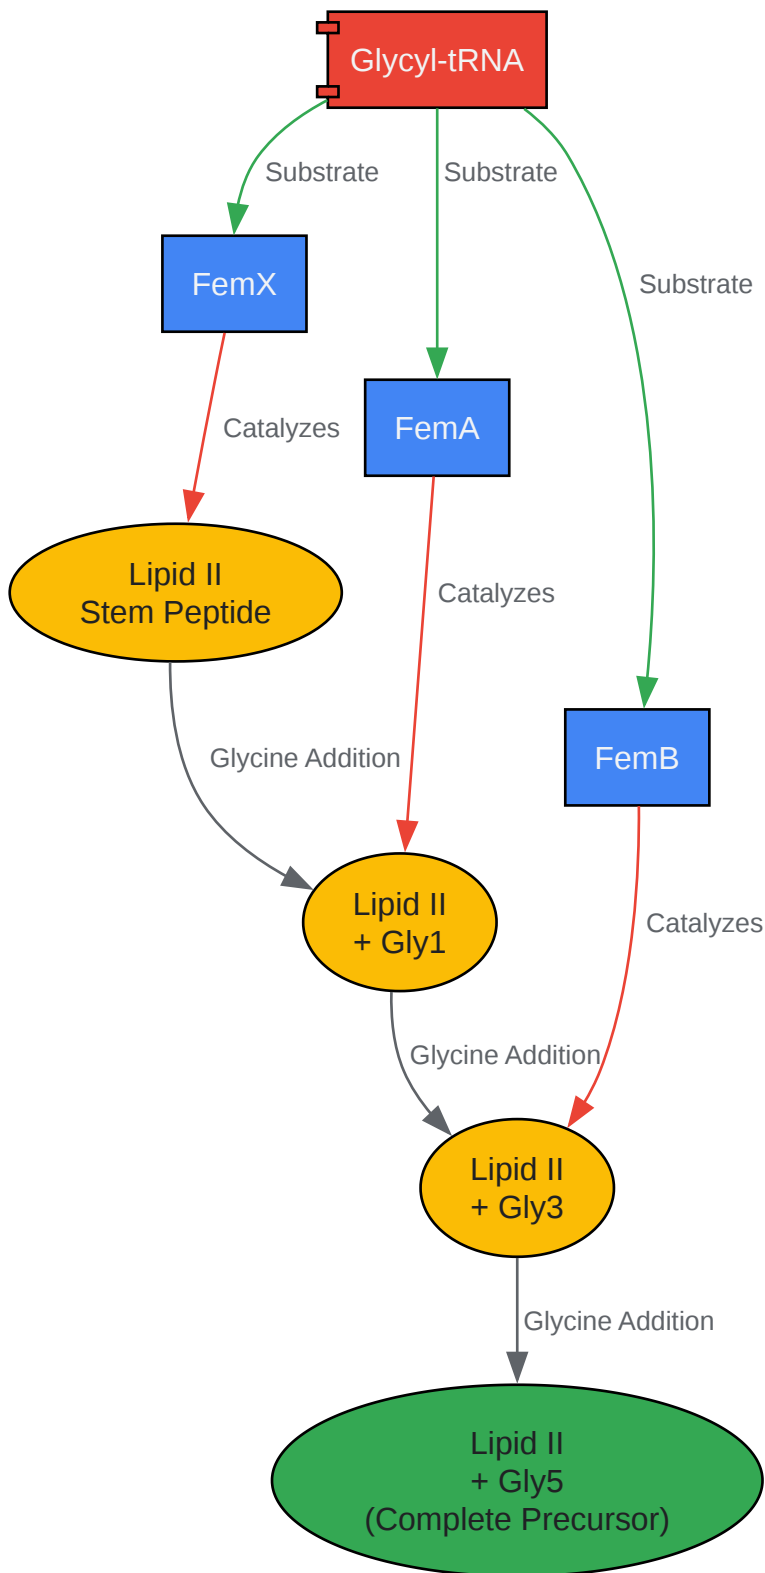 Glycyl-tRNA
Substrate
Substrate
Substrate
FemX
Catalyzes
FemA
Lipid II
Stem Peptide
Catalyzes
Glycine Addition
FemB
Lipid II
+ Gly1
Catalyzes
Glycine Addition
Lipid II
+ Gly3
Glycine Addition
Lipid II
+ Gly5
(Complete Precursor)